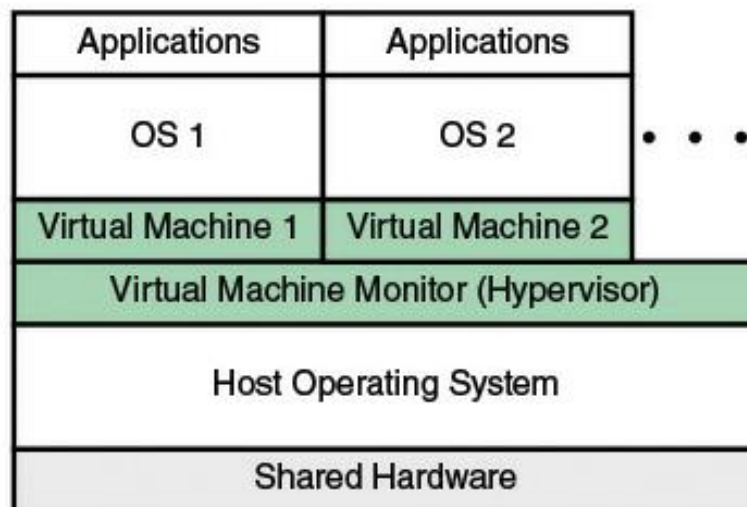 Applications Applications
OS 1 OS 2
Virtual Machine 1 Virtual Machine 2
Virtual Machine Monitor (Hypervisor)
Host Operating System
Shared Hardware